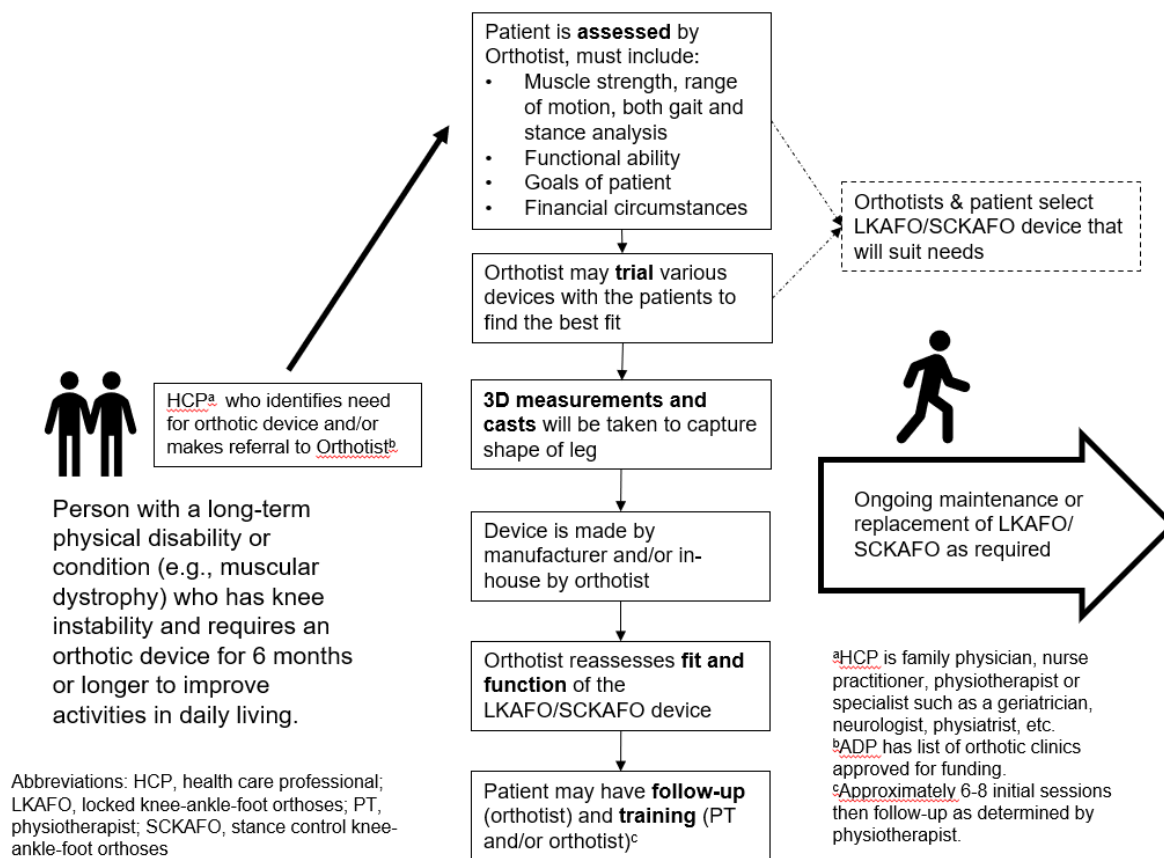 Patient is assessed by
Orthotist, must include:
• Muscle strength, range
of motion, both gait and
stance analysis
• Functional ability
• Goals of patient
• Financial circumstances
Orthotists & patient select
LKAFO/SCKAFO device that
will suit needs
Orthotist may trial various
devices with the patients to
find the best fit
HCPᵃ who identifies need
for orthotic device and/or
makes referral to Orthotistᵇ
3D measurements and
casts will be taken to capture
shape of leg
Person with a long-term
physical disability or
condition (e.g., muscular
dystrophy) who has knee
instability and requires an
orthotic device for 6 months
or longer to improve
activities in daily living.
Device is made by
manufacturer and/or in-
house by orthotist
Ongoing maintenance or
replacement of LKAFO/
SCKAFO as required
Orthotist reassesses fit and
function of the
LKAFO/SCKAFO device
Patient may have follow-up
(orthotist) and training (PT
and/or orthotist)ᶜ
ᵃHCP is family physician, nurse
practitioner, physiotherapist or
specialist such as a geriatrician,
neurologist, physiatrist, etc.
ᵇADP has list of orthotic clinics
approved for funding.
ᶜApproximately 6-8 initial sessions
then follow-up as determined by
physiotherapist.
Abbreviations: HCP, health care professional;
LKAFO, locked knee-ankle-foot orthoses; PT,
physiotherapist; SCKAFO, stance control knee-
ankle-foot orthoses